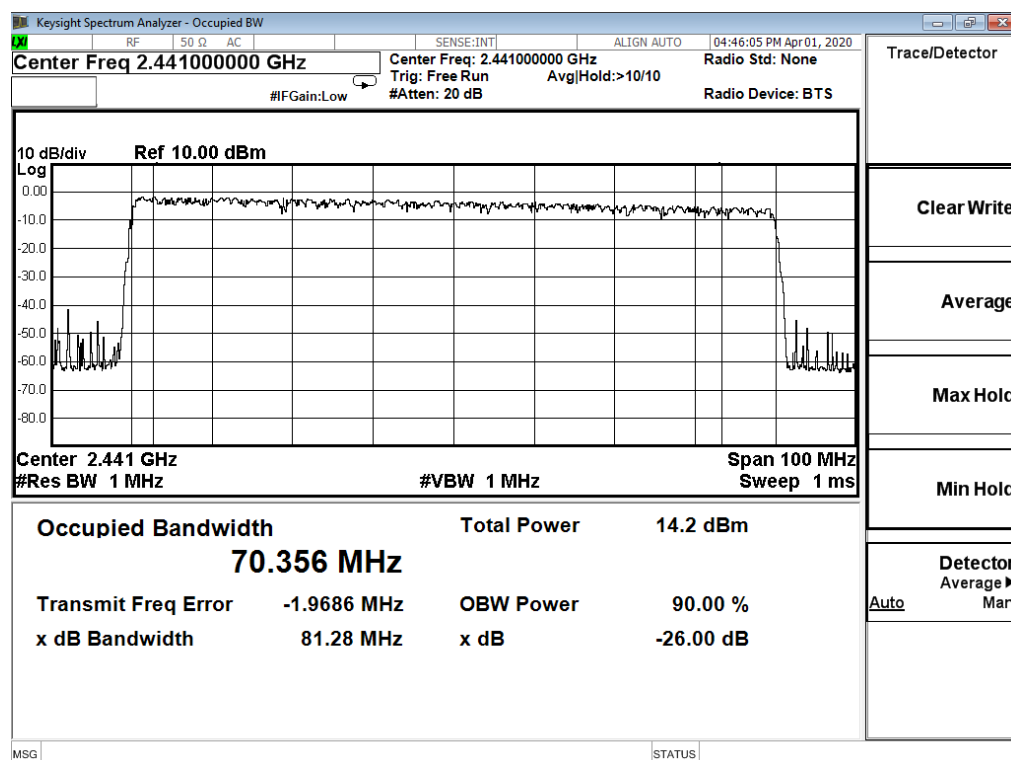 Keysight Spectrum Analyzer - Occupied BW
LXI RF 50 Ω AC SENSE:INT ALIGN AUTO 04:46:05 PM Apr 01, 2020
Center Freq 2.441000000 GHz
Center Freq: 2.441000000 GHz
Radio Std: None
Trig: Free Run Avg|Hold:>10/10
#IFGain:Low
#Atten: 20 dB
Radio Device: BTS
Trace/Detector
10 dB/div Ref 10.00 dBm
Log
0.00
-10.0
-20.0
-30.0
-40.0
-50.0
-60.0
-70.0
-80.0
Center 2.441 GHz
Span 100 MHz
#Res BW 1 MHz
#VBW 1 MHz
Sweep 1 ms
Occupied Bandwidth
70.356 MHz
Total Power 14.2 dBm
Transmit Freq Error -1.9686 MHz
OBW Power 90.00 %
x dB Bandwidth 81.28 MHz
x dB -26.00 dB
Clear Write
Average
Max Hold
Min Hold
Detector
Average
Auto Man
MSG STATUS